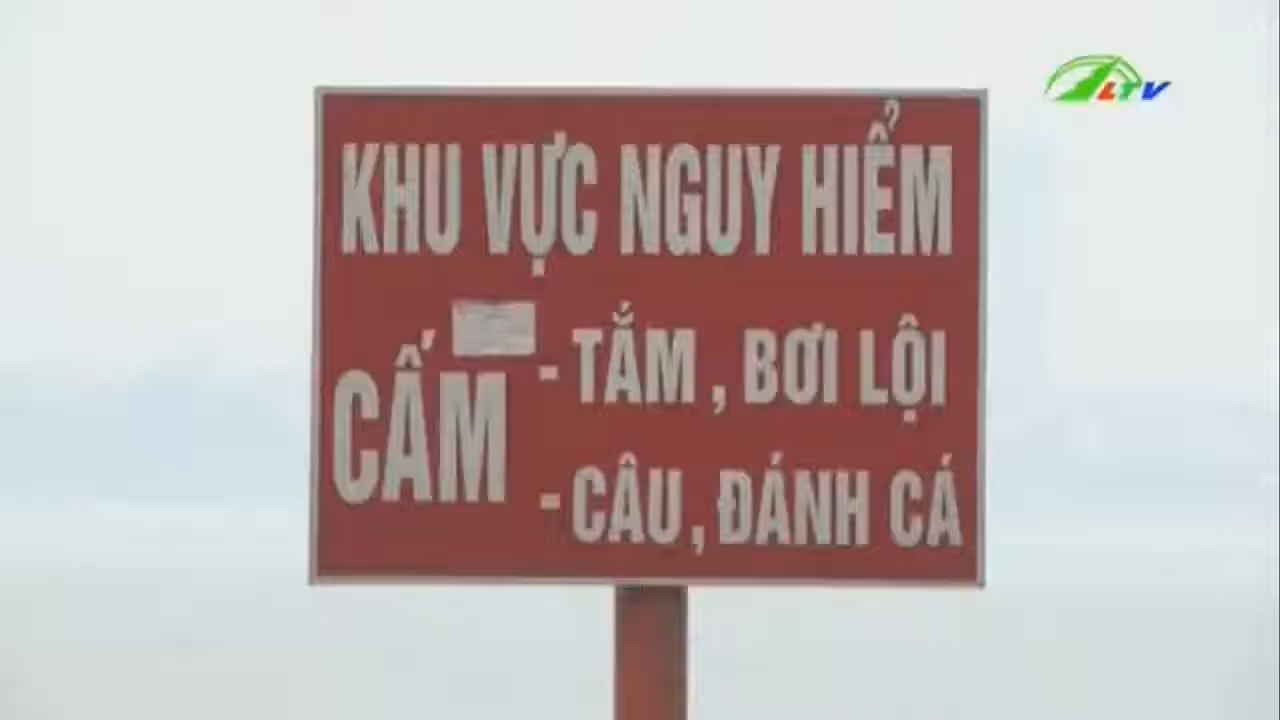 LTV
KHU VỰC NGUY HIỂM
CẤM
- TẮM , BƠI LỘI
- CÂU , ĐÁNH CÁ